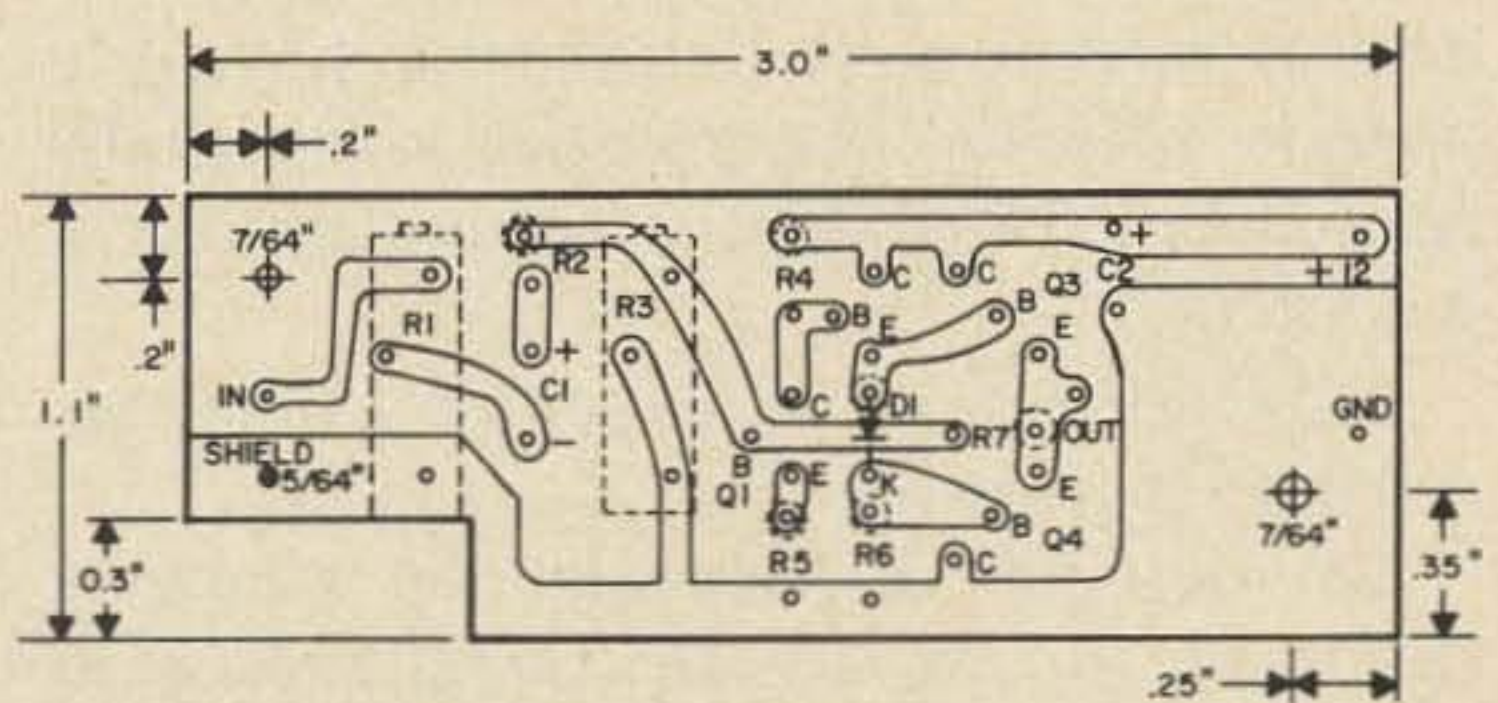 3.0"
.2"
7/64"
R2
R4
C
C
C2
+
+ 12
.2"
R1
R3
B
E
B
Q3
E
1.1"
IN
+
C1
C
D1
GND
SHIELD
5/64"
-
B
Q1
E
K
R7
OUT
E
0.3"
R5
R6
B
Q4
C
7/64"
.35"
.25"